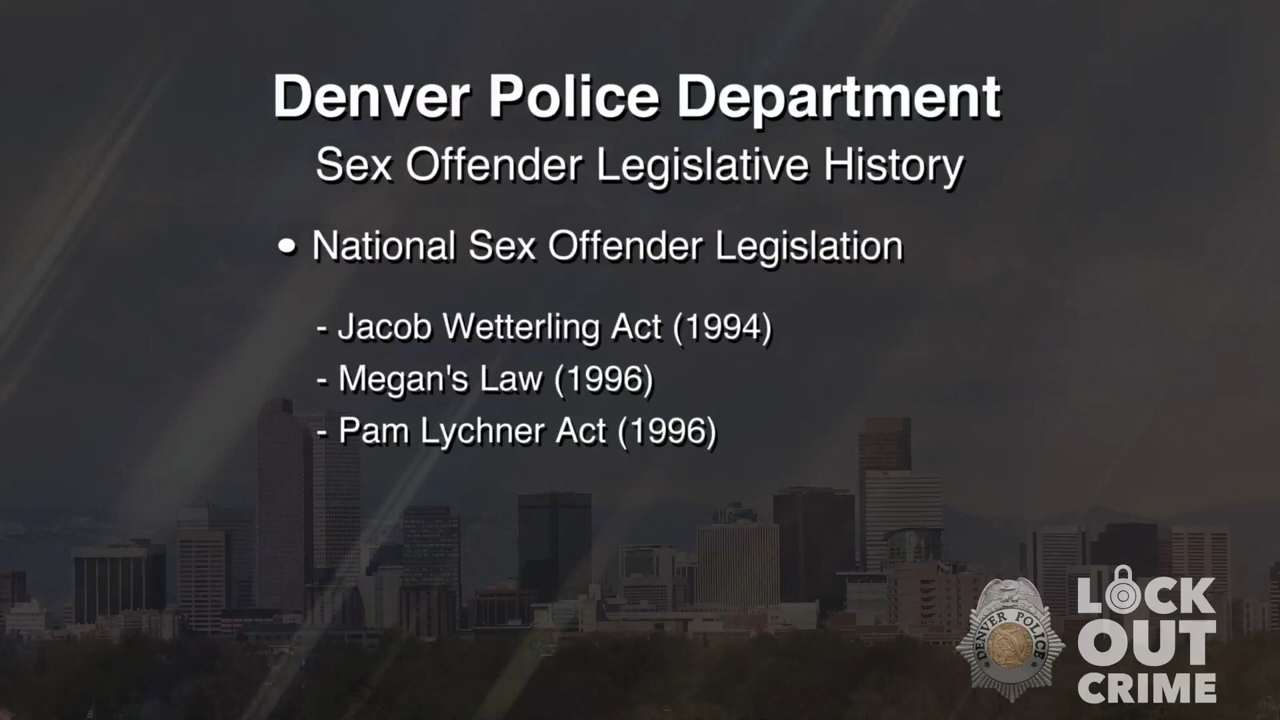 Denver Police Department
Sex Offender Legislative History
• National Sex Offender Legislation
- Jacob Wetterling Act (1994)
- Megan's Law (1996)
- Pam Lychner Act (1996)
DENVER POLICE
LOCK
OUT
CRIME